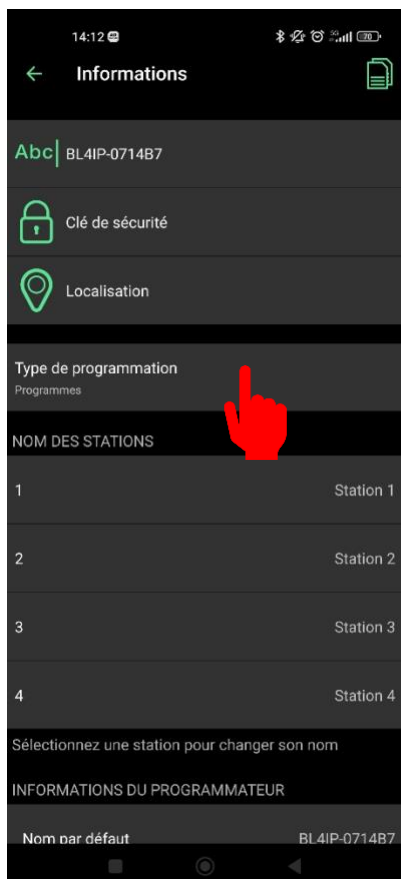 14:12
5G
70
Informations
Abc BL4IP-0714B7
Clé de sécurité
Localisation
Type de programmation
Programmes
NOM DES STATIONS
1 Station 1
2 Station 2
3 Station 3
4 Station 4
Sélectionnez une station pour changer son nom
INFORMATIONS DU PROGRAMMATEUR
Nom par défaut BL4IP-0714B7